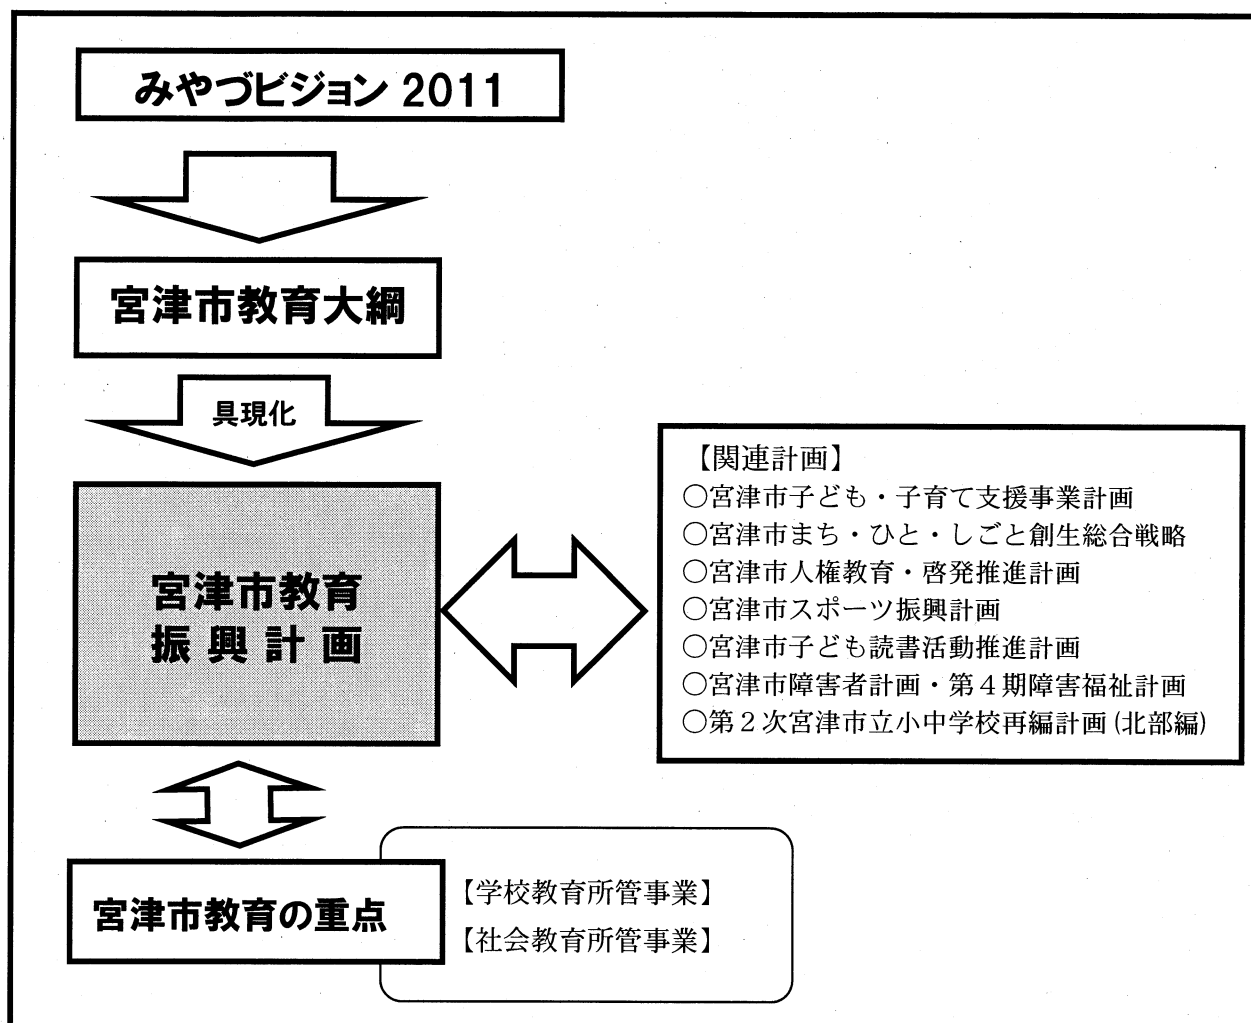 みやづビジョン 2011
宮津市教育大綱
具現化
宮津市教育
振興計画
【関連計画】
○宮津市子ども・子育て支援事業計画
○宮津市まち・ひと・しごと創生総合戦略
○宮津市人権教育・啓発推進計画
○宮津市スポーツ振興計画
○宮津市子ども読書活動推進計画
○宮津市障害者計画・第４期障害福祉計画
○第２次宮津市立小中学校再編計画(北部編)
宮津市教育の重点
【学校教育所管事業】
【社会教育所管事業】